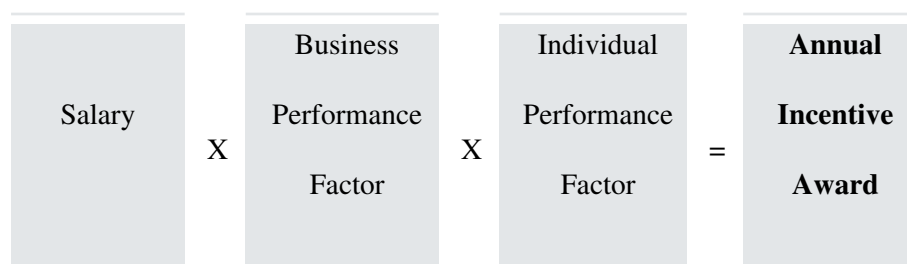 Salary
X
Business
Performance
Factor
X
Individual
Performance
Factor
=
Annual
Incentive
Award